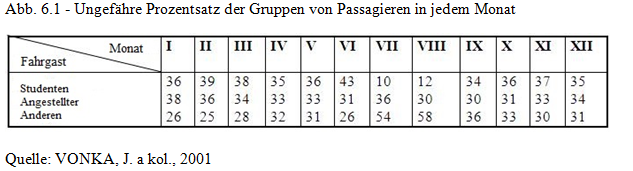 Abb. 6.1 - Ungefähre Prozentsatz der Gruppen von Passagieren in jedem Monat
Monat I II III IV V VI VII VIII IX X XI XII
Fahrgast
Studenten 36 39 38 35 36 43 10 12 34 36 37 35
Angestellter 38 36 34 33 33 31 36 30 30 31 33 34
Anderen 26 25 28 32 31 26 54 58 36 33 30 31
Quelle: VONKA, J. a kol., 2001